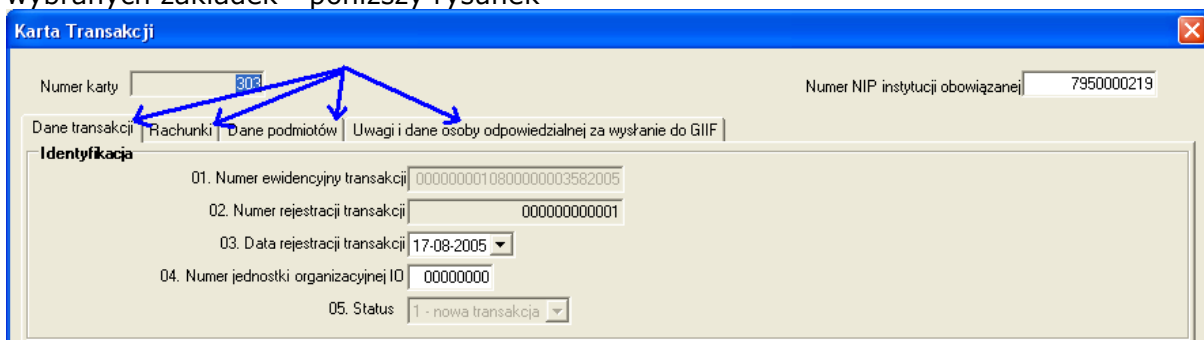 wybranych zakładek – poniższy rysunek
Karta Transakcji
Numer karty 303 Numer NIP instytucji obowiązanej 7950000219
Dane transakcji Rachunki Dane podmiotów Uwagi i dane osoby odpowiedzialnej za wysłanie do GIIF
Identyfikacja
01. Numer ewidencyjny transakcji 00000000108000000003582005
02. Numer rejestracji transakcji 000000000001
03. Data rejestracji transakcji 17-08-2005
04. Numer jednostki organizacyjnej IO 00000000
05. Status 1 - nowa transakcja